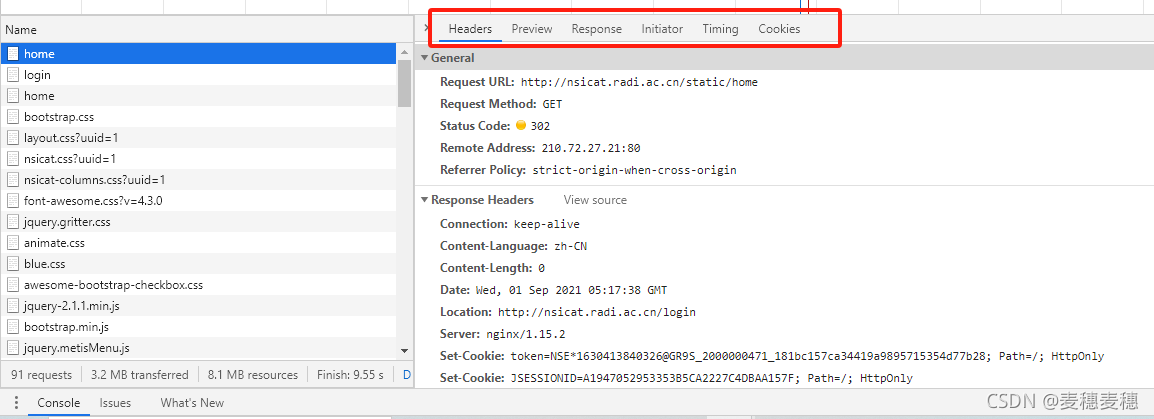 Name
home
login
home
bootstrap.css
layout.css?uuid=1
nsicat.css?uuid=1
nsicat-columns.css?uuid=1
font-awesome.css?v=4.3.0
jquery.gritter.css
animate.css
blue.css
awesome-bootstrap-checkbox.css
jquery-2.1.1.min.js
bootstrap.min.js
jquery.metisMenu.js
91 requests 3.2 MB transferred 8.1 MB resources Finish: 9.55 s D
Headers Preview Response Initiator Timing Cookies
General
Request URL: http://nsicat.radi.ac.cn/static/home
Request Method: GET
Status Code: 302
Remote Address: 210.72.27.21:80
Referrer Policy: strict-origin-when-cross-origin
Response Headers View source
Connection: keep-alive
Content-Language: zh-CN
Content-Length: 0
Date: Wed, 01 Sep 2021 05:17:38 GMT
Location: http://nsicat.radi.ac.cn/login
Server: nginx/1.15.2
Set-Cookie: token=NSE*1630413840326@GR9S_2000000471_181bc157ca34419a9895715354d77b28; Path=/; HttpOnly
Set-Cookie: JSESSIONID=A1947052953353B5CA2227C4DBAA157F; Path=/; HttpOnly
Console Issues What's New
CSDN @麦穗麦穗